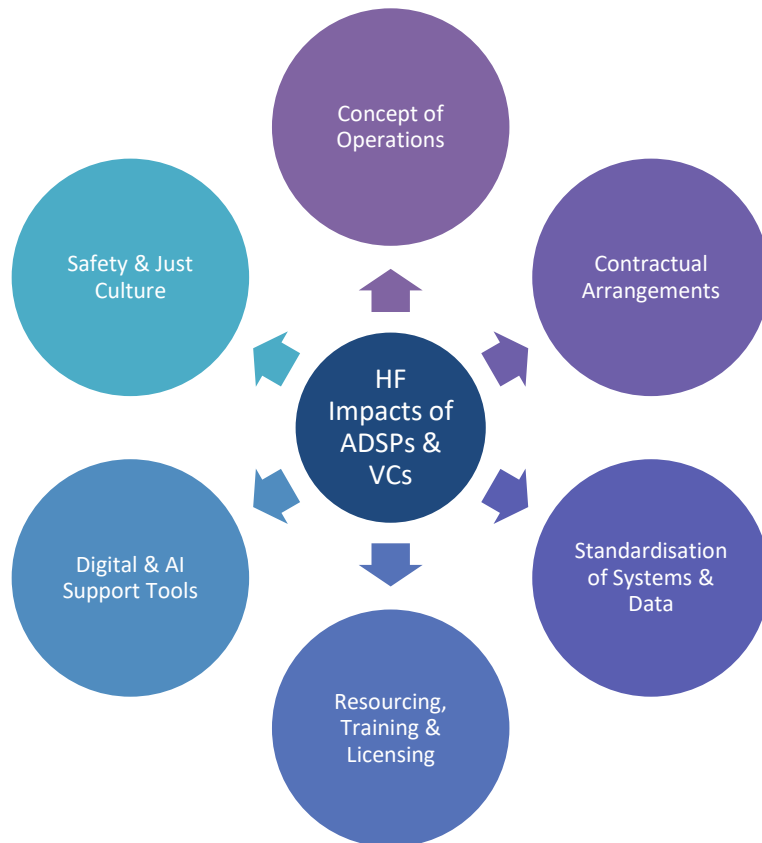 Concept of
Operations
Safety & Just
Culture
Contractual
Arrangements
HF
Impacts of
ADSPs &
VCs
Digital & AI
Support Tools
Standardisation
of Systems &
Data
Resourcing,
Training &
Licensing